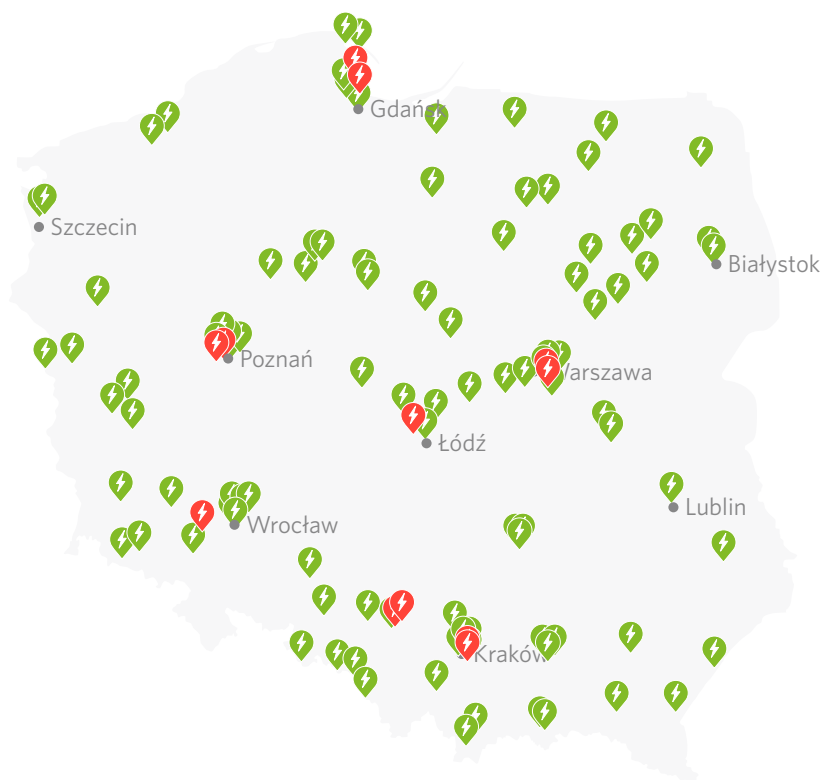 Gdańsk
Szczecin
Białystok
Poznań
Warszawa
Łódź
Lublin
Wrocław
Kraków